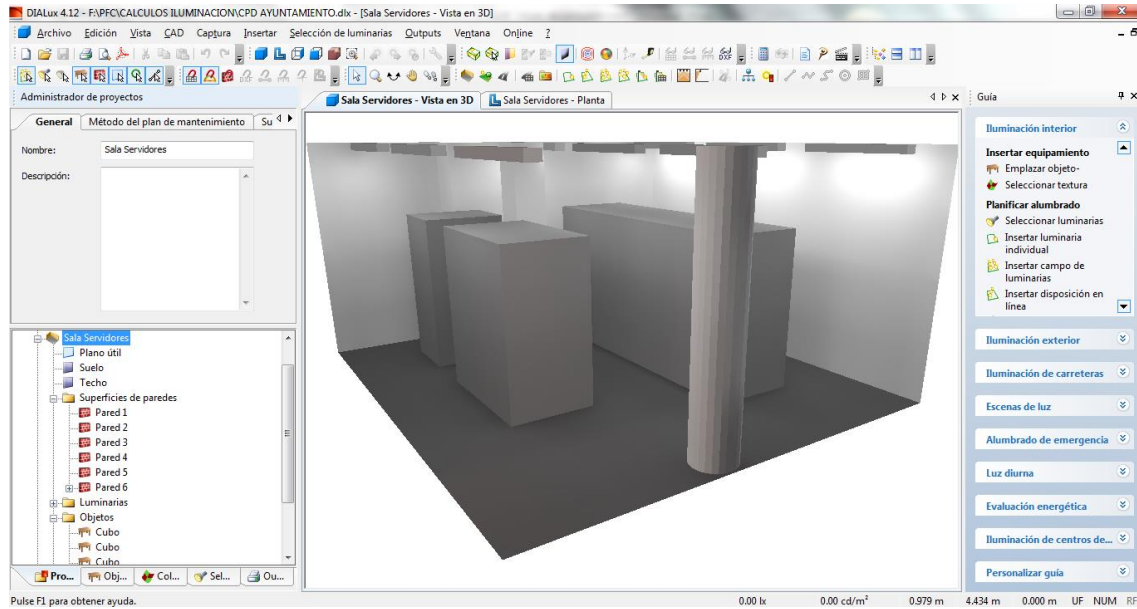 DIALux 4.12 - F:\PFC\CALCULOS ILUMINACION\CPD AYUNTAMIENTO.dlx - [Sala Servidores - Vista en 3D]
Archivo Edición Vista CAD Captura Insertar Selección de luminarias Outputs Ventana Online ?
Administrador de proyectos
General Método del plan de mantenimiento Su
Nombre: Sala Servidores
Descripción:
Sala Servidores
Plano útil
Suelo
Techo
Superficies de paredes
Pared 1
Pared 2
Pared 3
Pared 4
Pared 5
Pared 6
Luminarias
Objetos
Cubo
Cubo
Cubo
Pro... Obj... Col... Sel... Ou...
Sala Servidores - Vista en 3D Sala Servidores - Planta
Guía
Iluminación interior
Insertar equipamiento
Emplazar objeto-
Seleccionar textura
Planificar alumbrado
Seleccionar luminarias
Insertar luminaria
individual
Insertar campo de
luminarias
Insertar disposición en
línea
Iluminación exterior
Iluminación de carreteras
Escenas de luz
Alumbrado de emergencia
Luz diurna
Evaluación energética
Iluminación de centros de...
Personalizar guía
Pulse F1 para obtener ayuda. 0.00 lx 0.00 cd/m² 0.979 m 4.434 m 0.000 m UF NUM RF